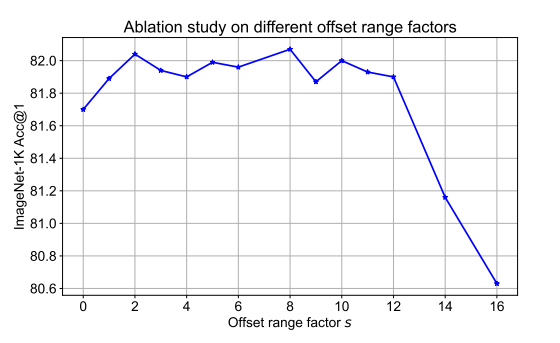 Ablation study on different offset range factors
82.0
81.8
81.6
81.4
81.2
81.0
80.8
80.6
ImageNet-1K Acc@1
0 2 4 6 8 10 12 14 16
Offset range factor s